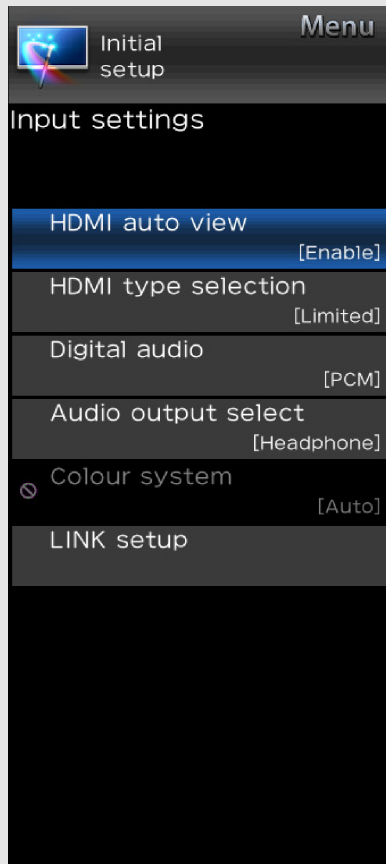 Menu
Initial
setup
Input settings
HDMI auto view
[Enable]
HDMI type selection
[Limited]
Digital audio
[PCM]
Audio output select
[Headphone]
Colour system
[Auto]
LINK setup